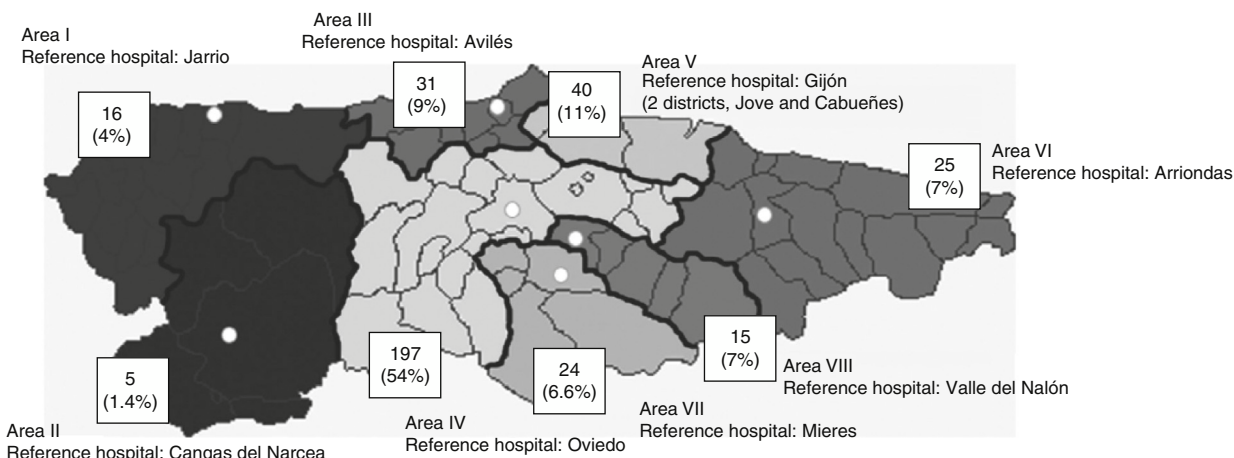 Area I
Reference hospital: Jarrio
Area III
Reference hospital: Avilés
Area V
Reference hospital: Gijón
(2 districts, Jove and Cabueñes)
16
(4%)
31
(9%)
40
(11%)
25
(7%)
Area VI
Reference hospital: Arriondas
5
(1.4%)
197
(54%)
24
(6.6%)
15
(7%)
Area VIII
Reference hospital: Valle del Nalón
Area VII
Reference hospital: Mieres
Area IV
Reference hospital: Oviedo
Area II
Reference hospital: Cangas del Narcea